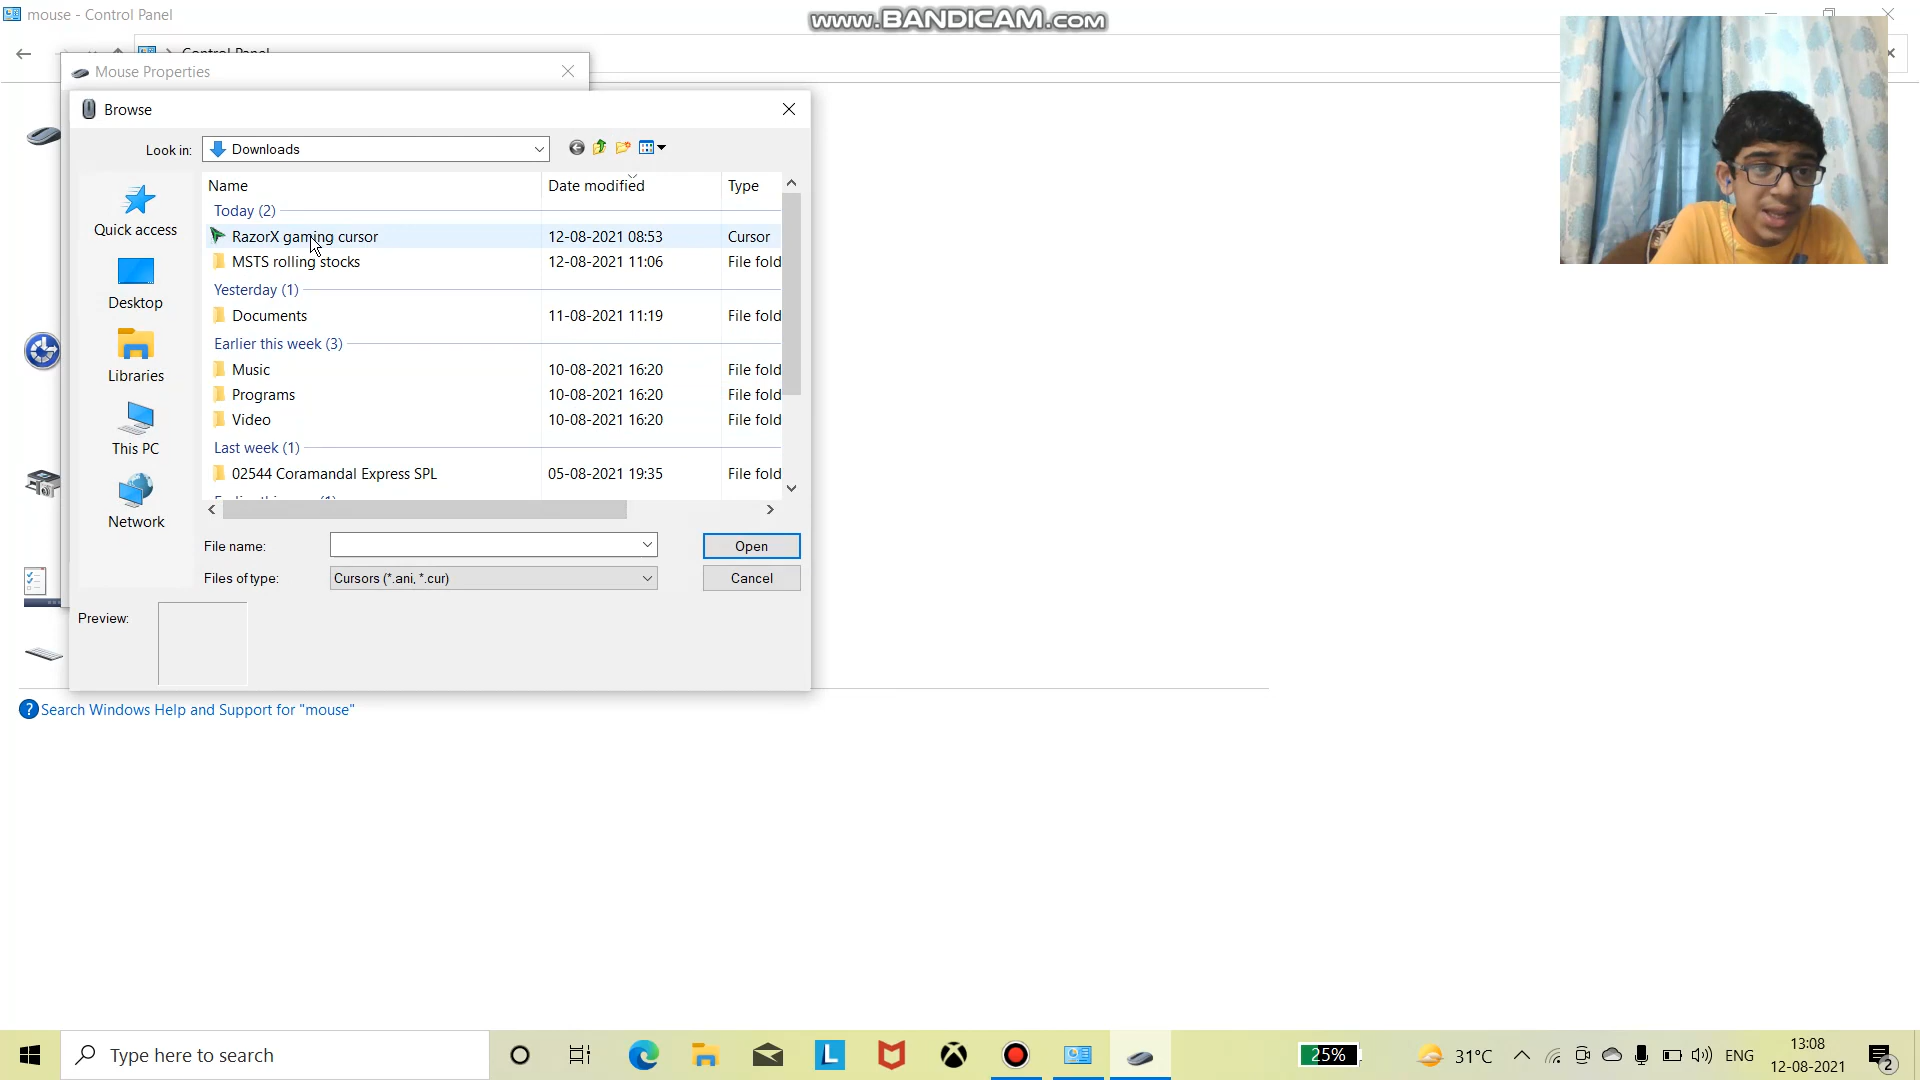 mouse - Control Panel
www.BANDICAM.com
Control Panel
Mouse Properties
Browse
Look in:
Downloads
Name
Date modified
Type
Today (2)
RazorX gaming cursor
12-08-2021 08:53
Cursor
MSTS rolling stocks
12-08-2021 11:06
File fold
Yesterday (1)
Documents
11-08-2021 11:19
File fold
Earlier this week (3)
Music
10-08-2021 16:20
File fold
Programs
10-08-2021 16:20
File fold
Video
10-08-2021 16:20
File fold
Last week (1)
02544 Coramandal Express SPL
05-08-2021 19:35
File fold
Quick access
Desktop
Libraries
This PC
Network
File name:
Open
Files of type:
Cursors (*.ani, *.cur)
Cancel
Preview:
Search Windows Help and Support for "mouse"
Type here to search
L
25%
31°C
ENG
13:08
12-08-2021
2